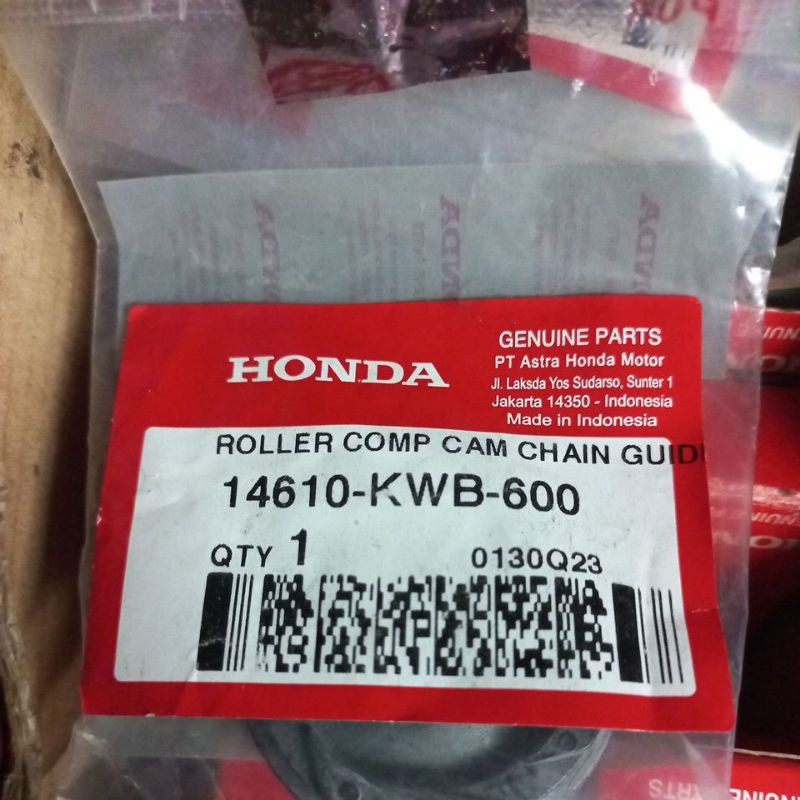 HONDA
GENUINE PARTS
PT Astra Honda Motor
Jl. Laksda Yos Sudarso, Sunter 1
Jakarta 14350 - Indonesia
Made in Indonesia
ROLLER COMP CAM CHAIN GUID
14610-KWB-600
QTY 1
0130Q23